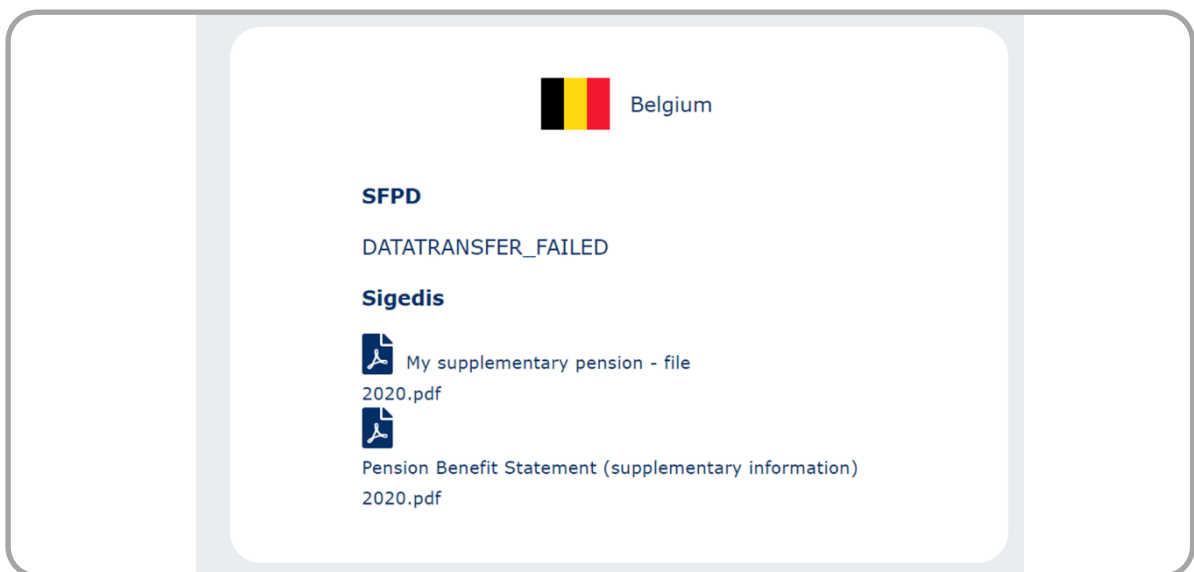 Belgium
SFPD
DATATRANSFER_FAILED
Sigedis
My supplementary pension - file
2020.pdf
Pension Benefit Statement (supplementary information)
2020.pdf